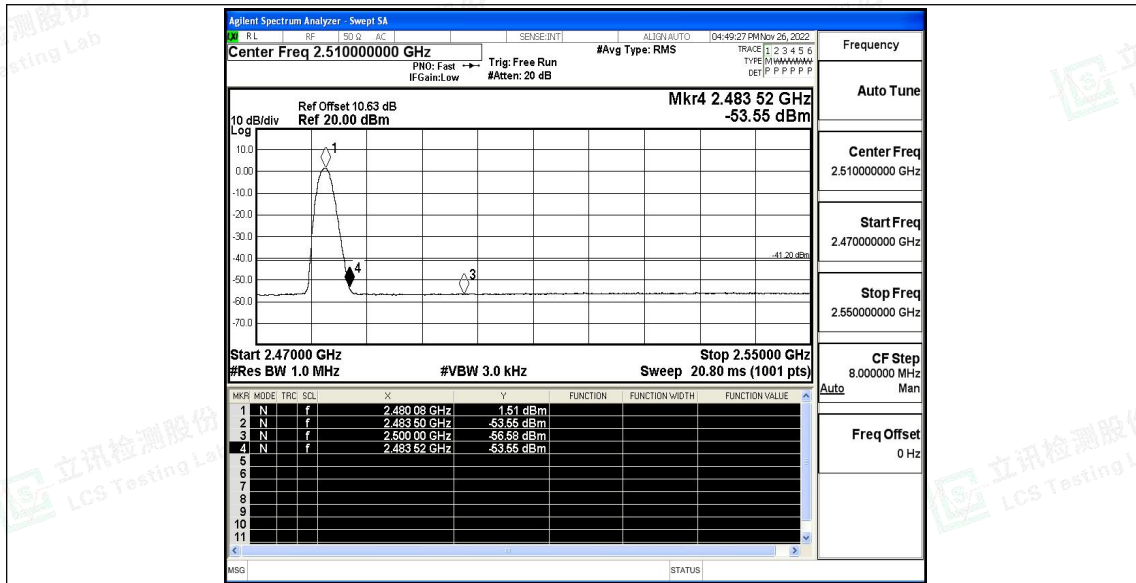 Agilent Spectrum Analyzer - Swept SA
LXI RL RF 50 Ω AC SENSE:INT ALIGN AUTO 04:49:27 PM Nov 26, 2022
Center Freq 2.510000000 GHz #Avg Type: RMS TRACE 1 2 3 4 5 6
PNO: Fast Trig: Free Run TYPE M WWWWW
IFGain:Low #Atten: 20 dB DET P P P P P P
Mkr4 2.483 52 GHz
-53.55 dBm
Ref Offset 10.63 dB
10 dB/div Ref 20.00 dBm
Log
10.0
0.00
-10.0
-20.0
-30.0
-40.0
-50.0
-60.0
-70.0
1
4
3
-41.20 dBm
Start 2.47000 GHz Stop 2.55000 GHz
#Res BW 1.0 MHz #VBW 3.0 kHz Sweep 20.80 ms (1001 pts)
MKR MODE TRC SCL X Y FUNCTION FUNCTION WIDTH FUNCTION VALUE
1 N f 2.480 08 GHz 1.51 dBm
2 N f 2.483 50 GHz -53.55 dBm
3 N f 2.500 00 GHz -56.58 dBm
4 N f 2.483 52 GHz -53.55 dBm
5
6
7
8
9
10
11
MSG STATUS
Frequency
Auto Tune
Center Freq
2.510000000 GHz
Start Freq
2.470000000 GHz
Stop Freq
2.550000000 GHz
CF Step
8.000000 MHz
Auto Man
Freq Offset
0 Hz
立讯检测股份
LCS Testing Lab
立讯检测股份
LCS Testing L